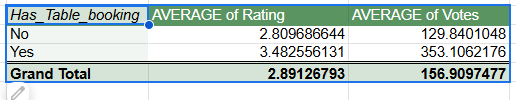 Has_Table_booking AVERAGE of Rating AVERAGE of Votes
No 2.809686644 129.8401048
Yes 3.482556131 353.1062176
Grand Total 2.89126793 156.9097477